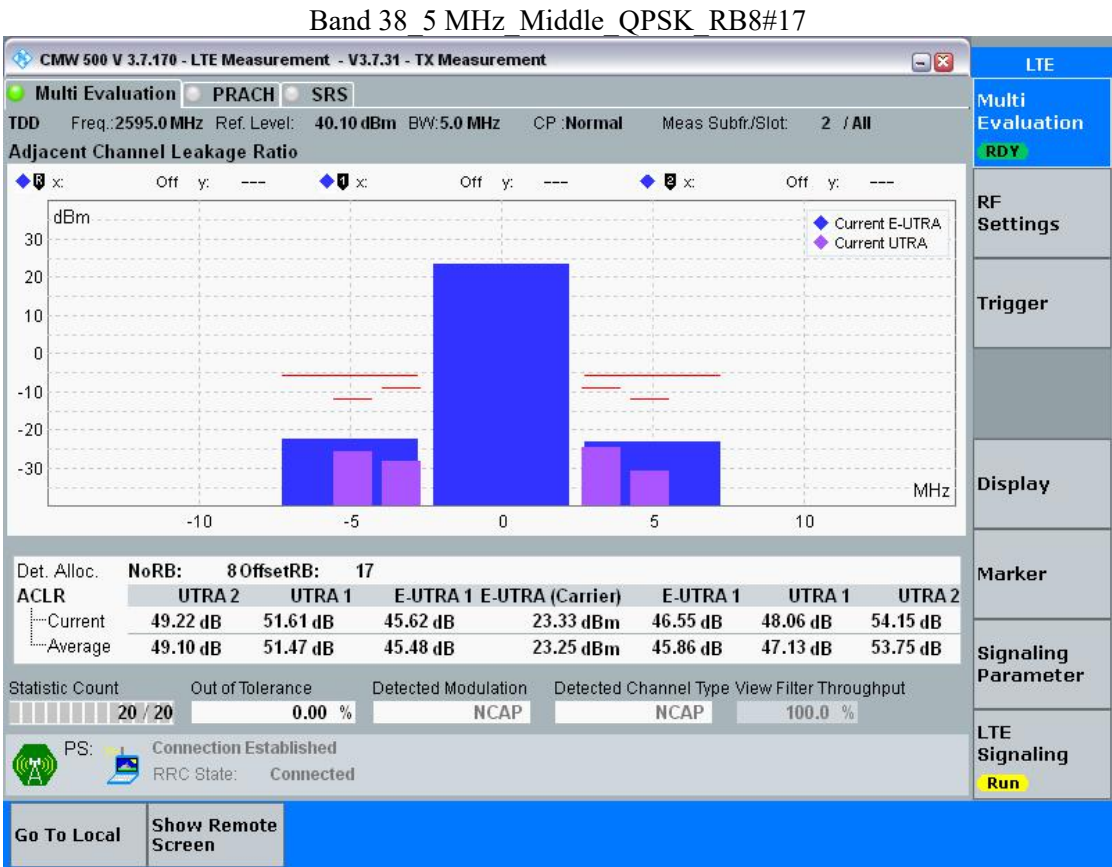 Band 38_5 MHz_Middle_QPSK_RB8#17
CMW 500 V 3.7.170 - LTE Measurement - V3.7.31 - TX Measurement
LTE
Multi Evaluation PRACH SRS
Multi Evaluation
RDY
TDD Freq.:2595.0 MHz Ref. Level: 40.10 dBm BW:5.0 MHz CP :Normal Meas Subfr./Slot: 2 / All
Adjacent Channel Leakage Ratio
R x: Off y: --- 1 x: Off y: --- 2 x: Off y: ---
dBm
Current E-UTRA
Current UTRA
30
20
10
0
-10
-20
-30
MHz
-10 -5 0 5 10
RF Settings
Trigger
Display
Marker
Signaling Parameter
LTE Signaling
Run
Det. Alloc. NoRB: 8 OffsetRB: 17
ACLR UTRA 2 UTRA 1 E-UTRA 1 E-UTRA (Carrier) E-UTRA 1 UTRA 1 UTRA 2
Current 49.22 dB 51.61 dB 45.62 dB 23.33 dBm 46.55 dB 48.06 dB 54.15 dB
Average 49.10 dB 51.47 dB 45.48 dB 23.25 dBm 45.86 dB 47.13 dB 53.75 dB
Statistic Count Out of Tolerance Detected Modulation Detected Channel Type View Filter Throughput
20 / 20 0.00 % NCAP NCAP 100.0 %
PS: Connection Established
RRC State: Connected
Go To Local
Show Remote Screen